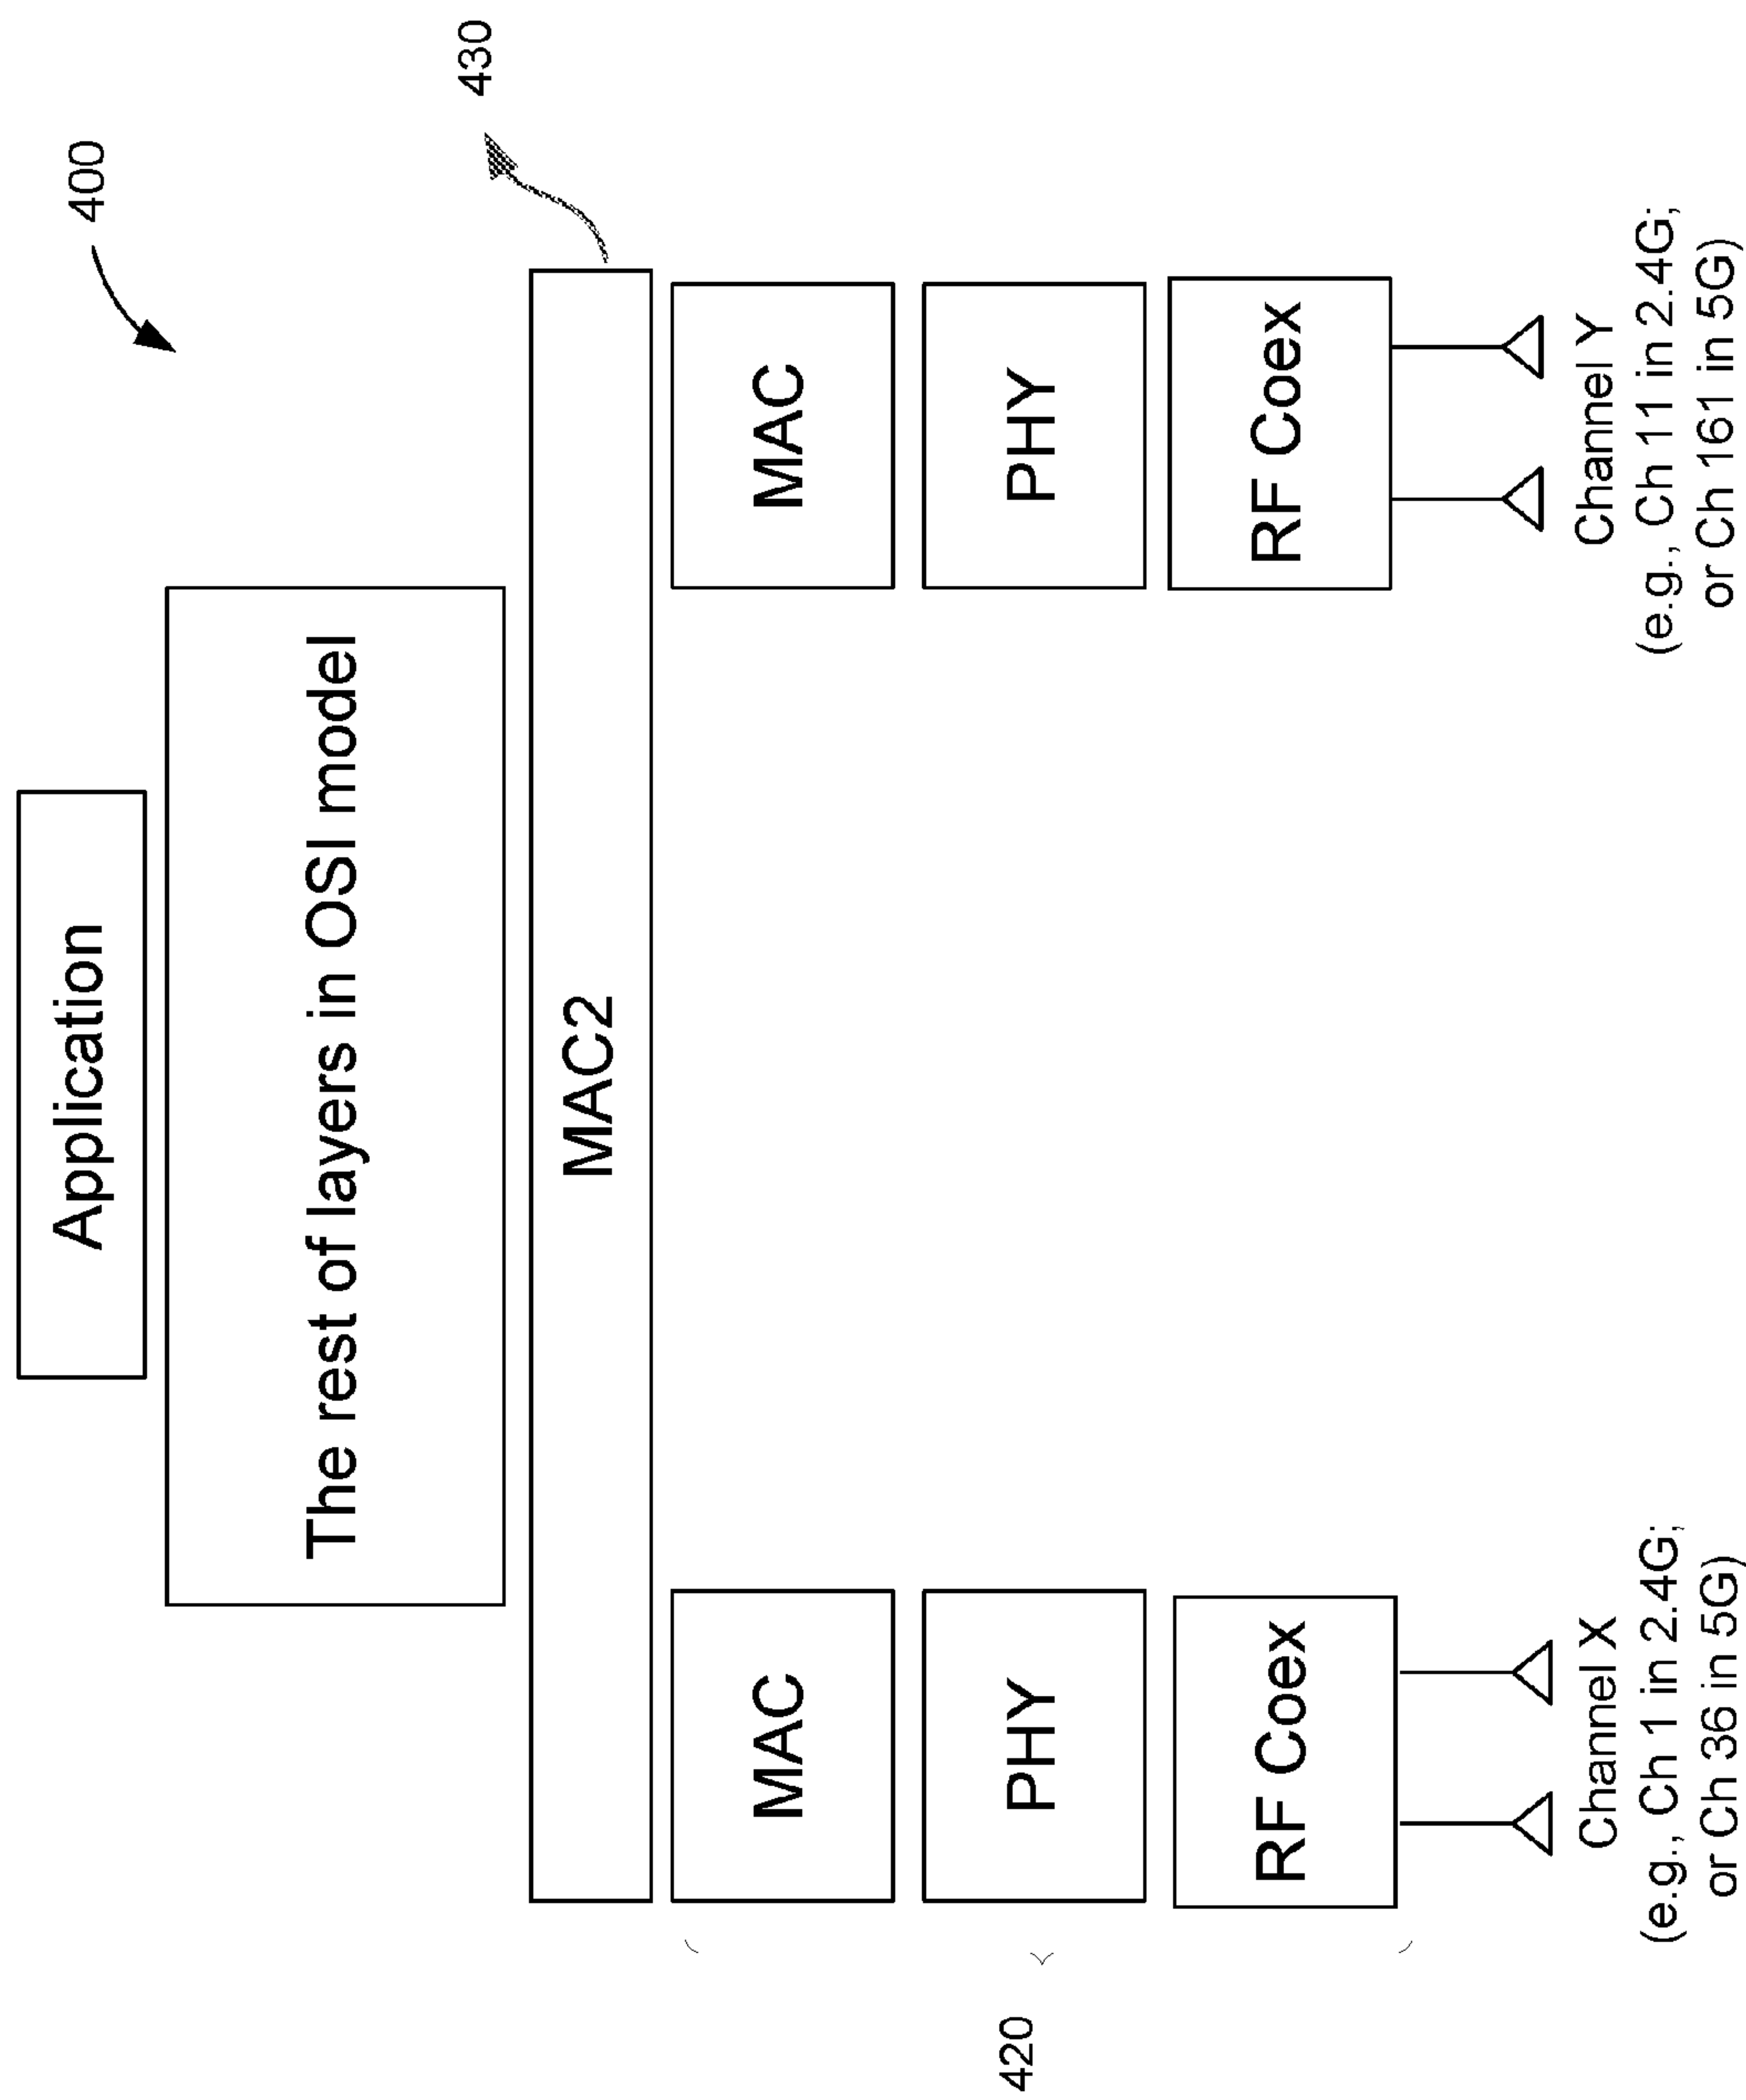 400
Application
The rest of layers in OSI model
430
MAC2
MAC
MAC
420
PHY
PHY
RF Coex
RF Coex
Channel X
(e.g., Ch 1 in 2.4G;
or Ch 36 in 5G)
Channel Y
(e.g., Ch 11 in 2.4G;
or Ch 161 in 5G)